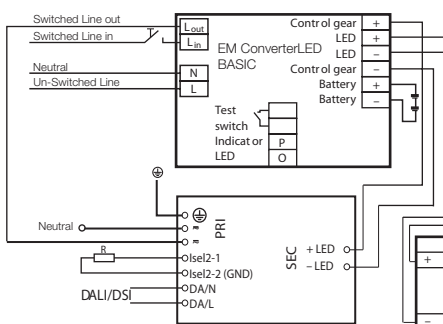 Switched Line out
Switched Line in
Neutral
Un-Switched Line
Lout
Lin
N
L
EM ConverterLED
BASIC
Test
switch
Indicator
LED
P
O
Control gear +
LED +
LED –
Control gear –
Battery +
Battery –
Neutral
R
DALI/DSI
≂
≂
PRI
Isel2-1
Isel2-2 (GND)
DA/N
DA/L
SEC
+ LED
– LED
+
–